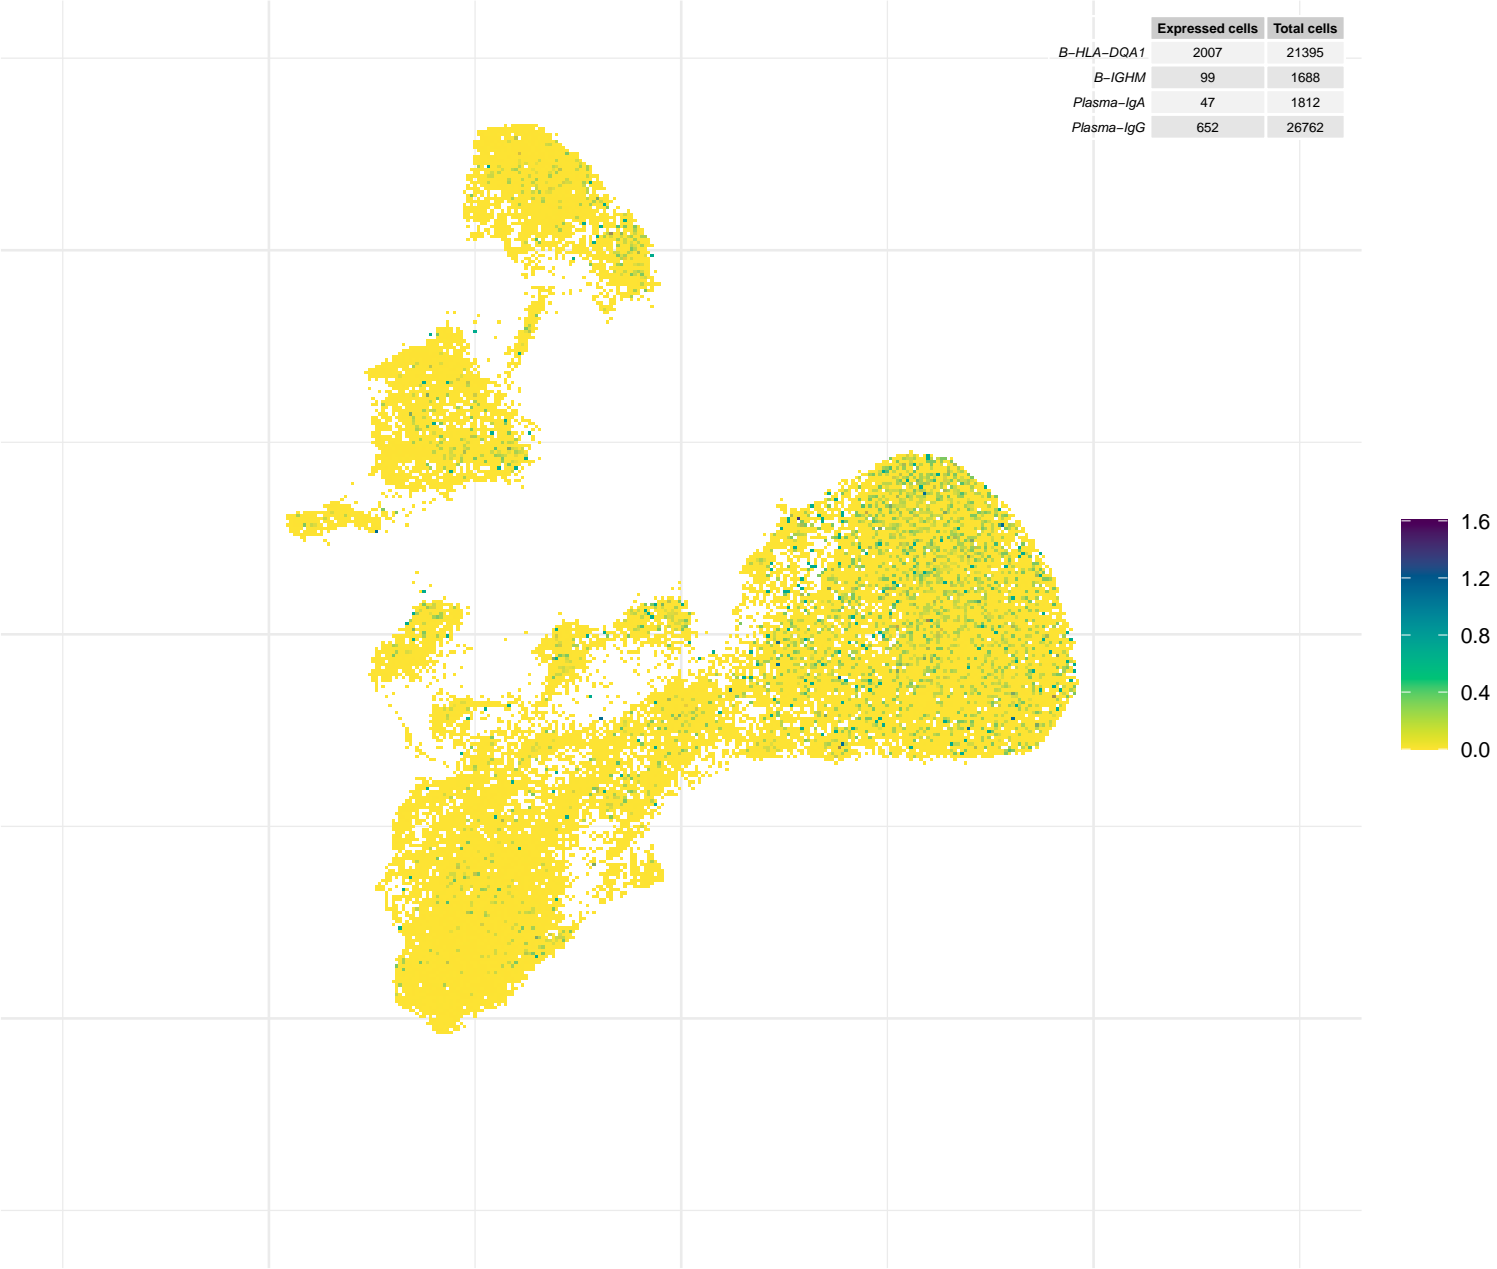 Expressed cells Total cells
B−HLA−DQA1 2007 21395
B−IGHM 99 1688
Plasma−IgA 47 1812
Plasma−IgG 652 26762
1.6
1.2
0.8
0.4
0.0